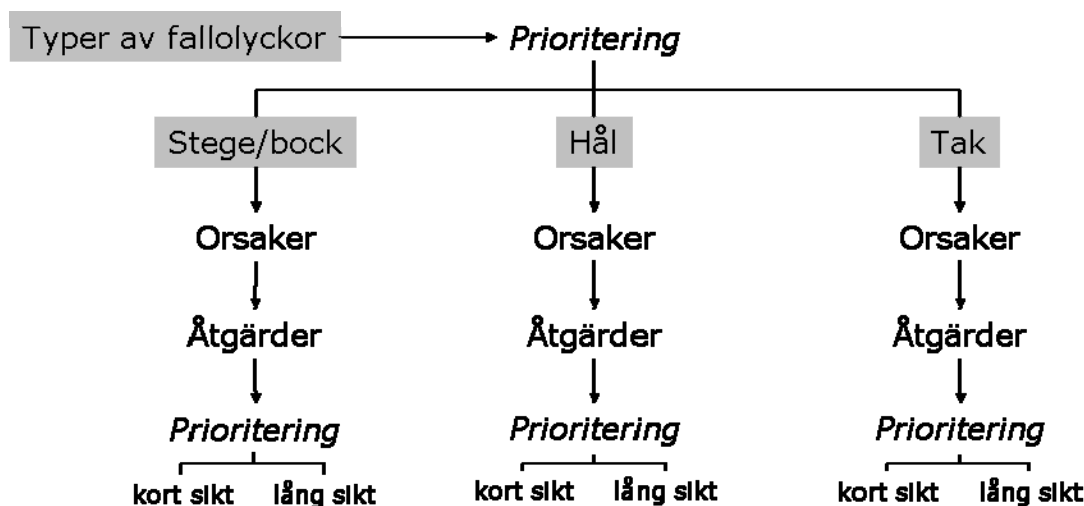 Typer av fallolyckor
Prioritering
Stege/bock
Hål
Tak
Orsaker
Orsaker
Orsaker
Åtgärder
Åtgärder
Åtgärder
Prioritering
Prioritering
Prioritering
kort sikt
lång sikt
kort sikt
lång sikt
kort sikt
lång sikt